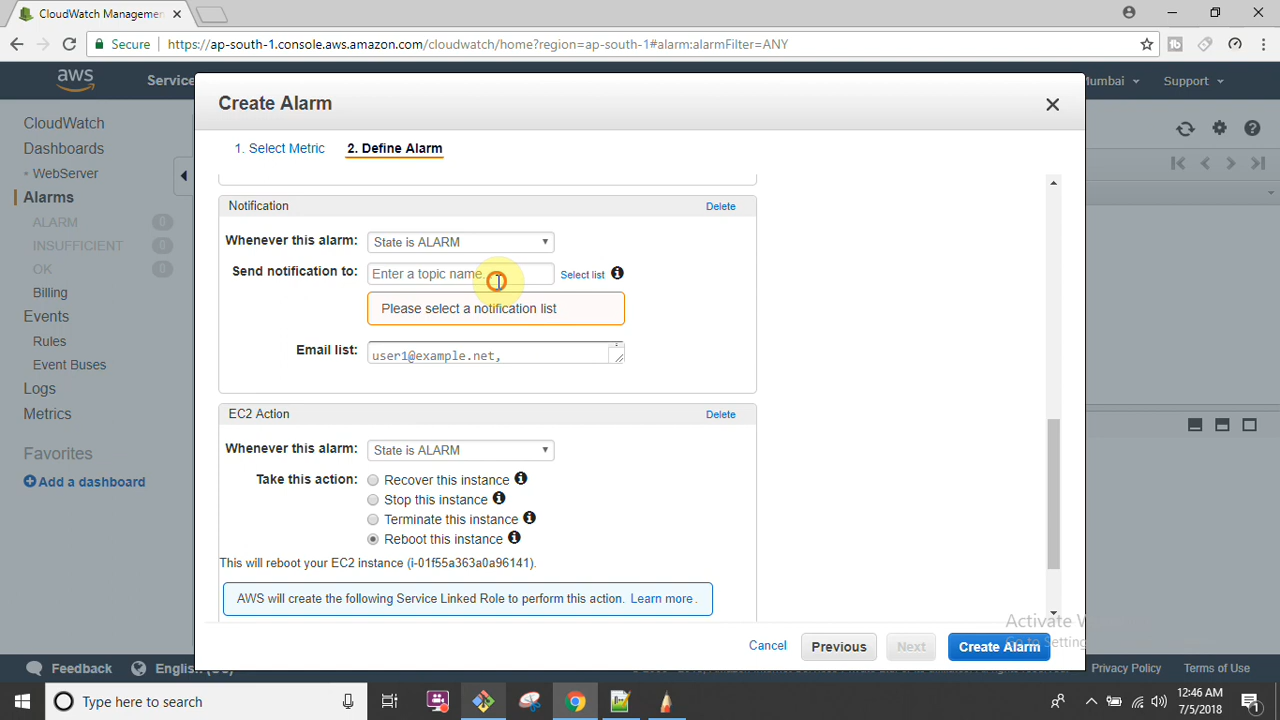 CloudWatch Managemen
Secure
https://ap-south-1.console.aws.amazon.com/cloudwatch/home?region=ap-south-1#alarm:alarmFilter=ANY
aws
Service
Support
Create Alarm
1. Select Metric
2. Define Alarm
CloudWatch
Dashboards
WebServer
Alarms
ALARM 0
INSUFFICIENT 0
OK 0
Billing
Events
Rules
Event Buses
Logs
Metrics
Favorites
Add a dashboard
Notification
Delete
Whenever this alarm: State is ALARM
Send notification to: Enter a topic name... Select list
Please select a notification list
Email list: user1@example.net,
EC2 Action
Delete
Whenever this alarm: State is ALARM
Take this action: Recover this instance
Stop this instance
Terminate this instance
Reboot this instance
This will reboot your EC2 instance (i-01f55a363a0a96141).
AWS will create the following Service Linked Role to perform this action. Learn more.
Cancel
Previous
Next
Create Alarm
Activate
Feedback
Privacy Policy
Terms of Use
Type here to search
12:46 AM
7/5/2018
1